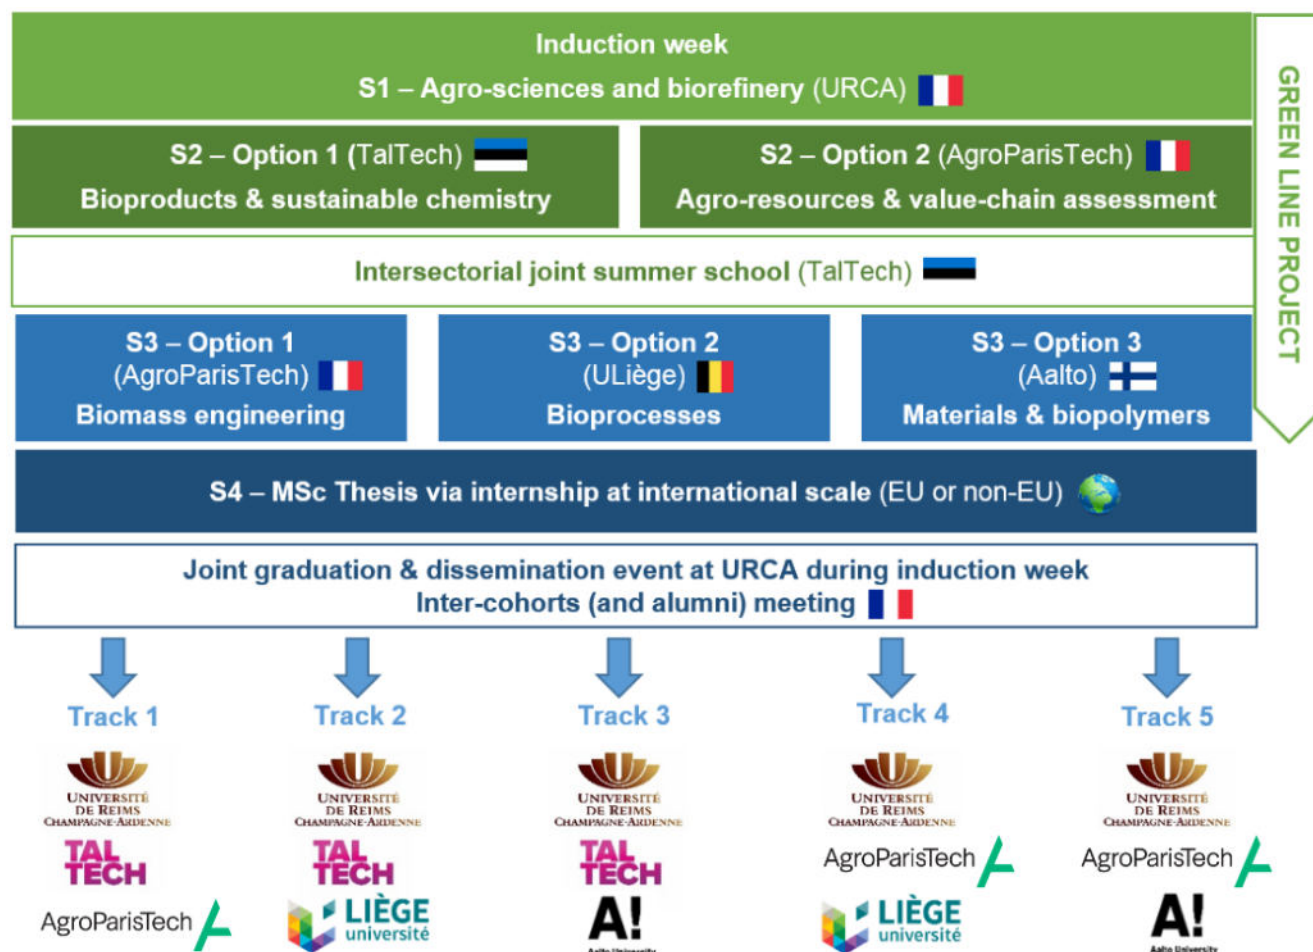 Induction week
S1 – Agro-sciences and biorefinery (URCA)
GREEN LINE PROJECT
S2 – Option 1 (TalTech)
Bioproducts & sustainable chemistry
S2 – Option 2 (AgroParisTech)
Agro-resources & value-chain assessment
Intersectorial joint summer school (TalTech)
S3 – Option 1
(AgroParisTech)
Biomass engineering
S3 – Option 2
(ULiège)
Bioprocesses
S3 – Option 3
(Aalto)
Materials & biopolymers
S4 – MSc Thesis via internship at international scale (EU or non-EU)
Joint graduation & dissemination event at URCA during induction week
Inter-cohorts (and alumni) meeting
Track 1
UNIVERSITÉ
DE REIMS
CHAMPAGNE-ARDENNE
TAL
TECH
AgroParisTech
Track 2
UNIVERSITÉ
DE REIMS
CHAMPAGNE-ARDENNE
TAL
TECH
LIÈGE
université
Track 3
UNIVERSITÉ
DE REIMS
CHAMPAGNE-ARDENNE
TAL
TECH
A!
Aalto University
Track 4
UNIVERSITÉ
DE REIMS
CHAMPAGNE-ARDENNE
AgroParisTech
LIÈGE
université
Track 5
UNIVERSITÉ
DE REIMS
CHAMPAGNE-ARDENNE
AgroParisTech
A!
Aalto University